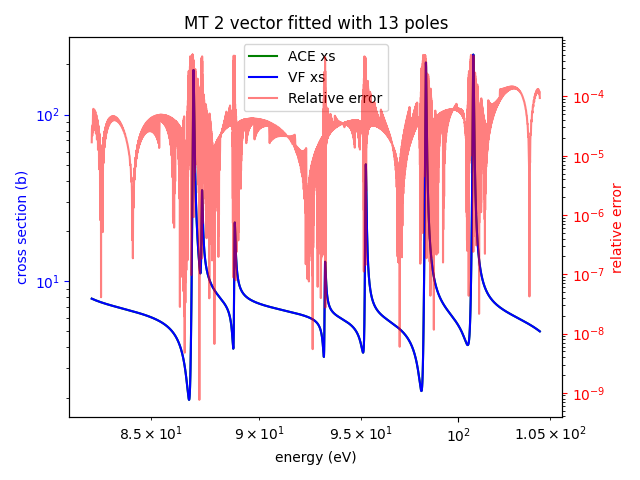 MT 2 vector fitted with 13 poles
ACE xs
VF xs
Relative error
10²
10¹
cross section (b)
10⁻⁴
10⁻⁵
10⁻⁶
10⁻⁷
10⁻⁸
10⁻⁹
relative error
8.5 × 10¹
9 × 10¹
9.5 × 10¹
10²
1.05 × 10²
energy (eV)